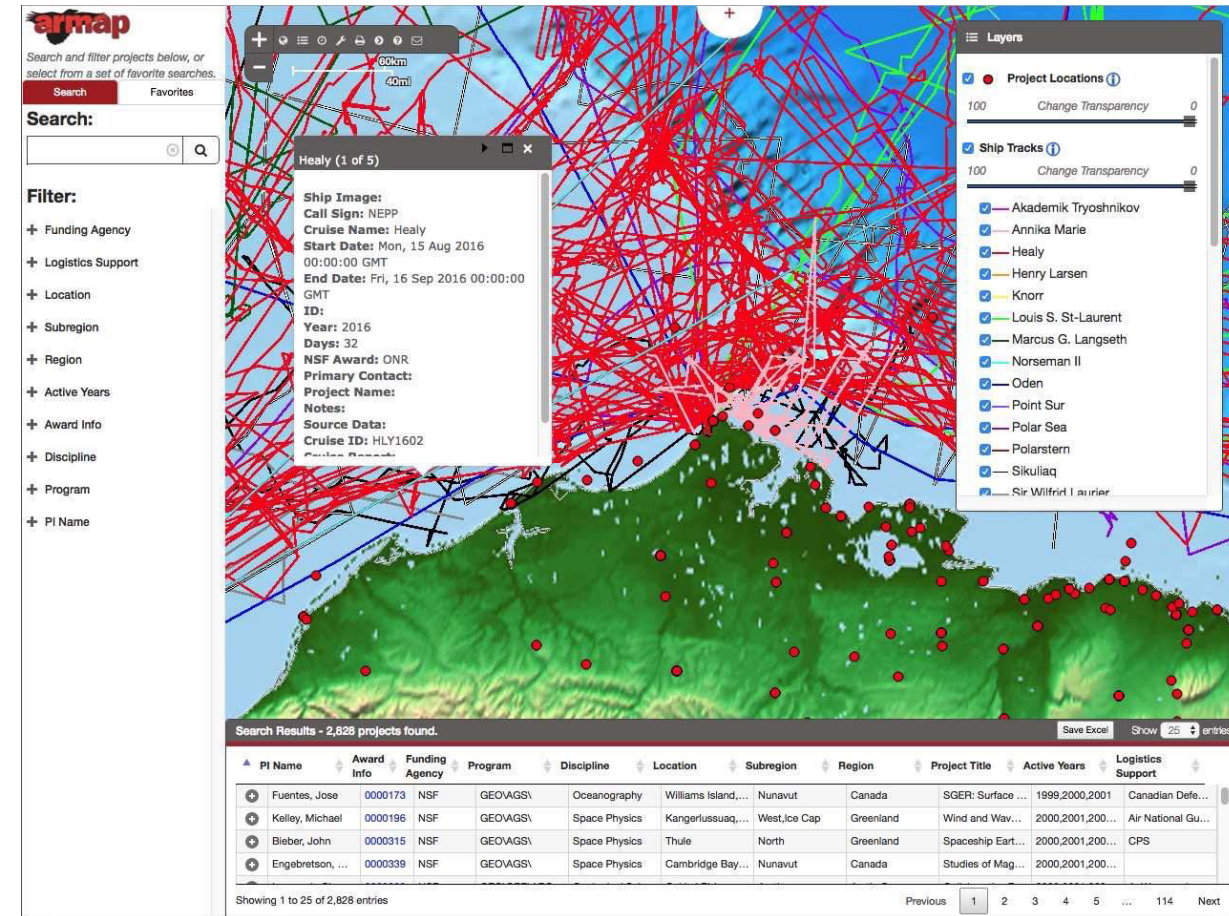 armap
Search and filter projects below, or
select from a set of favorite searches.
Search Favorites
Search:
Filter:
Funding Agency
Logistics Support
Location
Subregion
Region
Active Years
Award Info
Discipline
Program
PI Name
60km
40mi
Healy (1 of 5)
Ship Image:
Call Sign: NEPP
Cruise Name: Healy
Start Date: Mon, 15 Aug 2016
00:00:00 GMT
End Date: Fri, 16 Sep 2016 00:00:00
GMT
ID:
Year: 2016
Days: 32
NSF Award: ONR
Primary Contact:
Project Name:
Notes:
Source Data:
Cruise ID: HLY1602
Cruise Report:
Layers
Project Locations
100 Change Transparency 0
Ship Tracks
100 Change Transparency 0
Akademik Tryoshnikov
Annika Marie
Healy
Henry Larsen
Knorr
Louis S. St-Laurent
Marcus G. Langseth
Norseman II
Oden
Point Sur
Polar Sea
Polarstern
Sikuliaq
Sir Wilfrid Laurier
Search Results - 2,828 projects found. Save Excel Show 25 entries
PI Name Award Info Funding Agency Program Discipline Location Subregion Region Project Title Active Years Logistics Support
Fuentes, Jose 0000173 NSF GEO\AGS\ Oceanography Williams Island,... Nunavut Canada SGER: Surface ... 1999,2000,2001 Canadian Defe...
Kelley, Michael 0000196 NSF GEO\AGS\ Space Physics Kangerlussuaq,... West,Ice Cap Greenland Wind and Wav... 2000,2001,200... Air National Gu...
Bieber, John 0000315 NSF GEO\AGS\ Space Physics Thule North Greenland Spaceship Eart... 2000,2001,200... CPS
Engebretson, ... 0000339 NSF GEO\AGS\ Space Physics Cambridge Bay... Nunavut Canada Studies of Mag... 2000,2001,200...
Showing 1 to 25 of 2,828 entries Previous 1 2 3 4 5 ... 114 Next